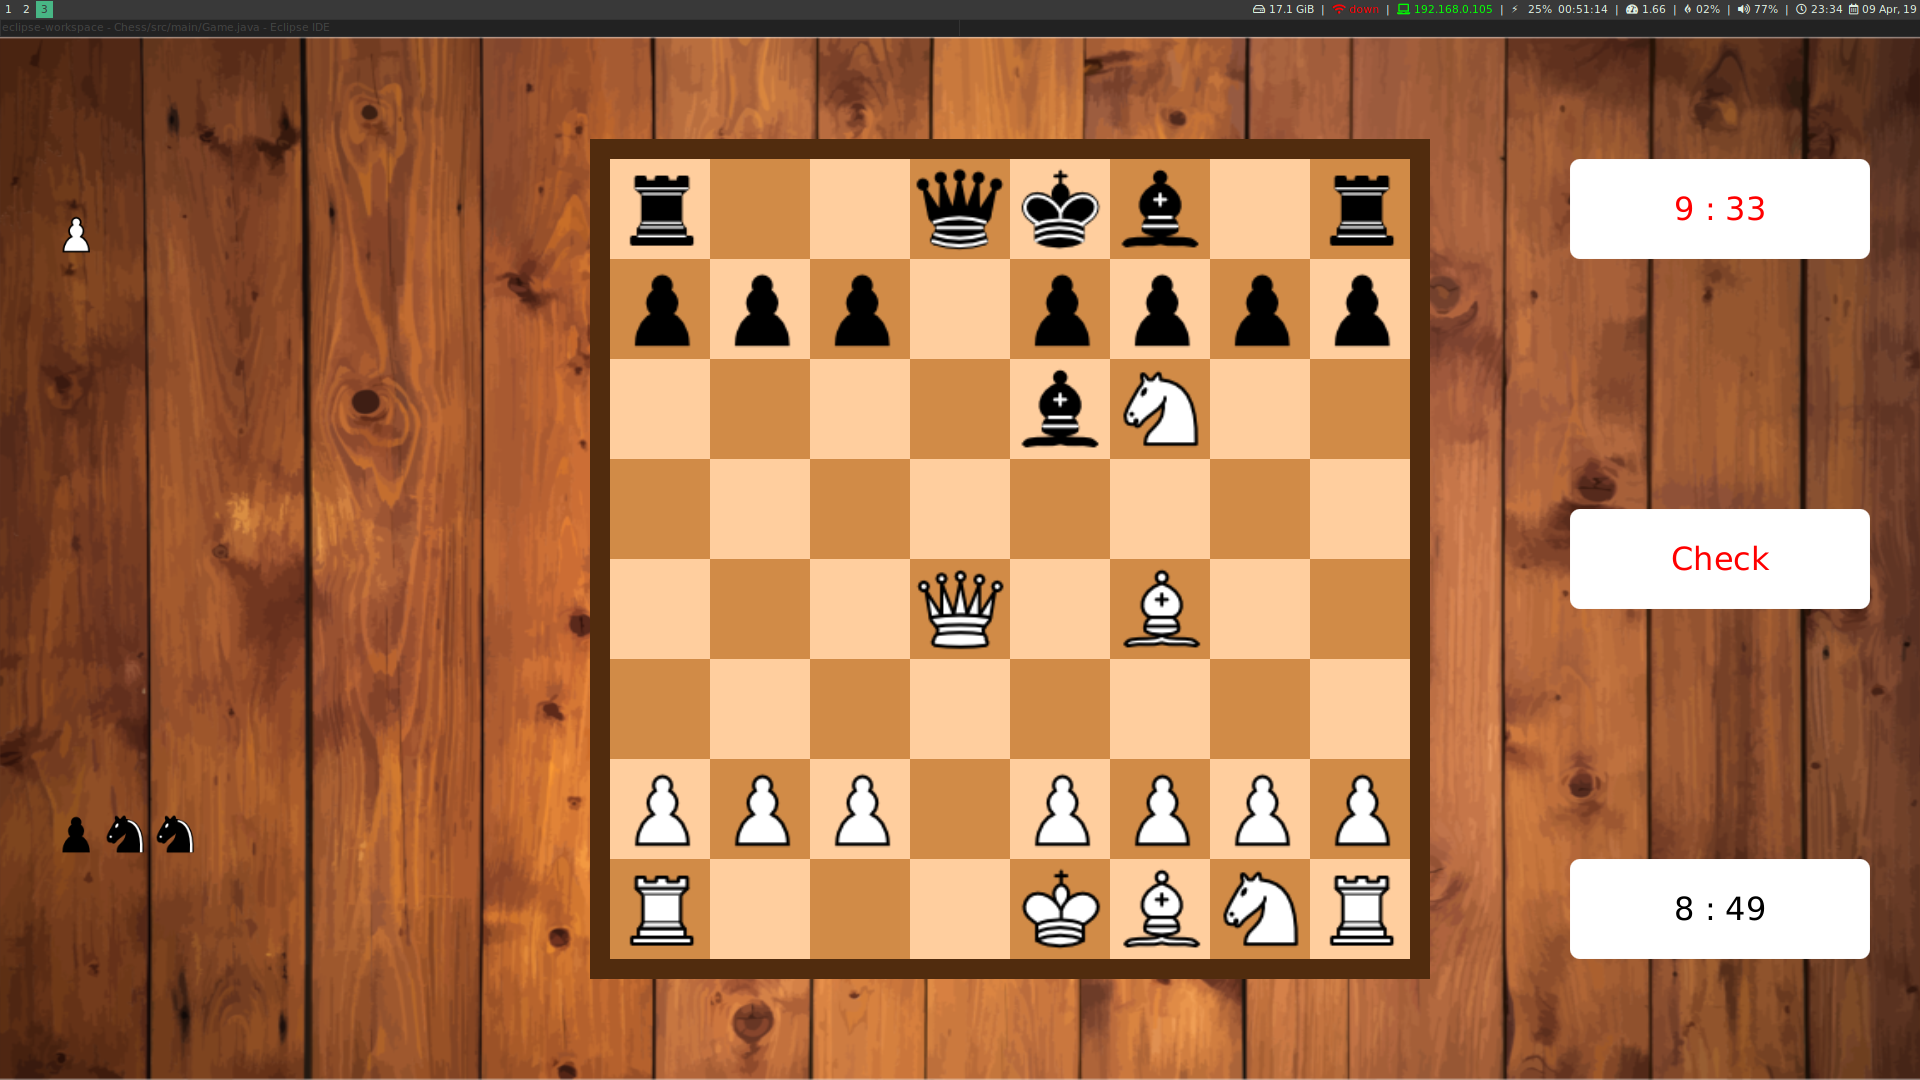 1 2 3 17.1 GiB | down | 192.168.0.105 | ⚡ 25% 00:51:14 | 1.66 | 02% | 77% | 23:34 09 Apr, 19
eclipse-workspace - Chess/src/main/Game.java - Eclipse IDE
9 : 33
Check
8 : 49